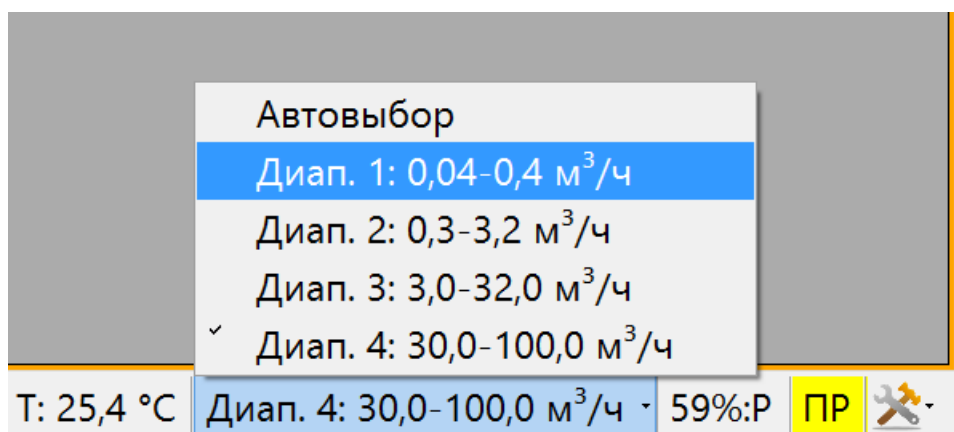 Автовыбор
Диап. 1: 0,04-0,4 м³/ч
Диап. 2: 0,3-3,2 м³/ч
Диап. 3: 3,0-32,0 м³/ч
Диап. 4: 30,0-100,0 м³/ч
T: 25,4 °C Диап. 4: 30,0-100,0 м³/ч 59%:P ПР